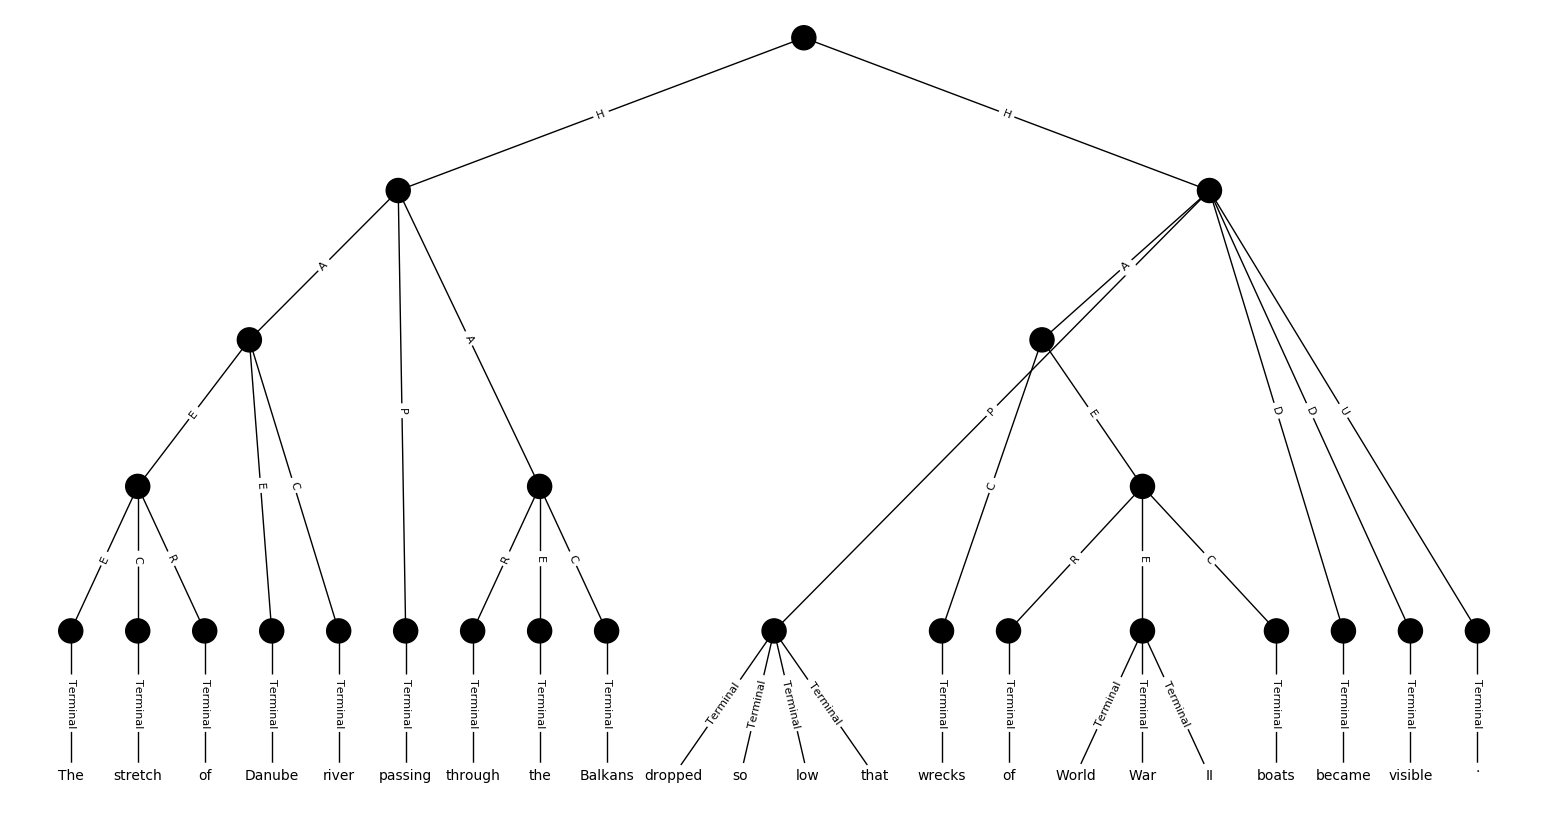 H H
A A
E P A P E D D U
E C C
E C R R E C R E C
Terminal Terminal Terminal Terminal Terminal Terminal Terminal Terminal Terminal Terminal Terminal Terminal Terminal Terminal Terminal Terminal Terminal Terminal Terminal Terminal Terminal Terminal
The stretch of Danube river passing through the Balkans dropped so low that wrecks of World War II boats became visible .